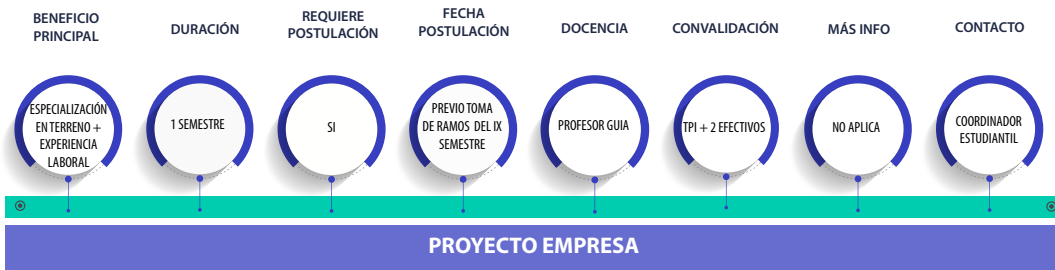 BENEFICIO
PRINCIPAL
DURACIÓN
REQUIERE
POSTULACIÓN
FECHA
POSTULACIÓN
DOCENCIA
CONVALIDACIÓN
MÁS INFO
CONTACTO
ESPECIALIZACIÓN
EN TERRENO +
EXPERIENCIA
LABORAL
1 SEMESTRE
SI
PREVIO TOMA
DE RAMOS DEL IX
SEMESTRE
PROFESOR GUIA
TPI + 2 EFECTIVOS
NO APLICA
COORDINADOR
ESTUDIANTIL
PROYECTO EMPRESA